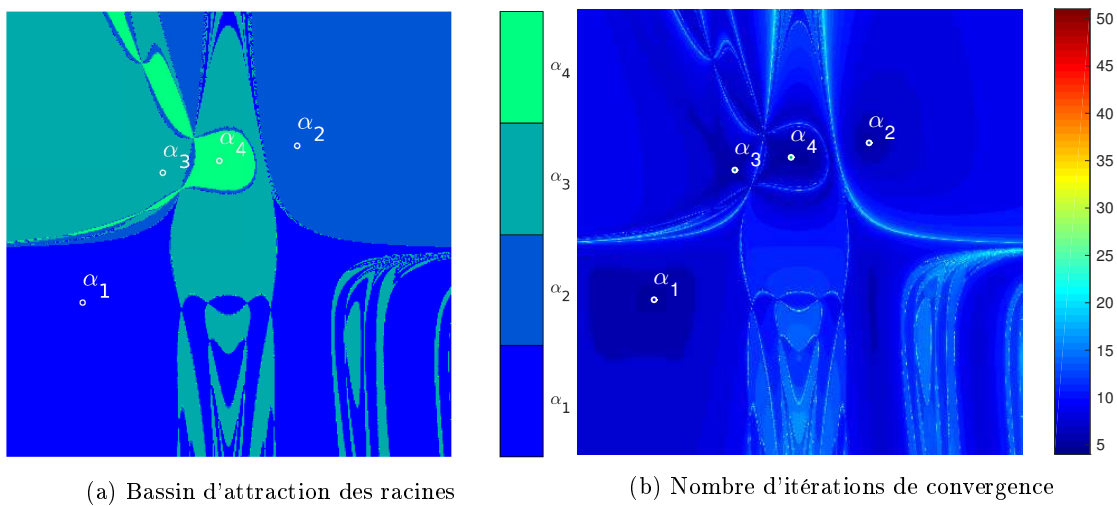 α2
α3
α4
α1
α4
α3
α2
α1
α2
α3
α4
α1
50
45
40
35
30
25
20
15
10
5
(a) Bassin d'attraction des racines
(b) Nombre d'itérations de convergence